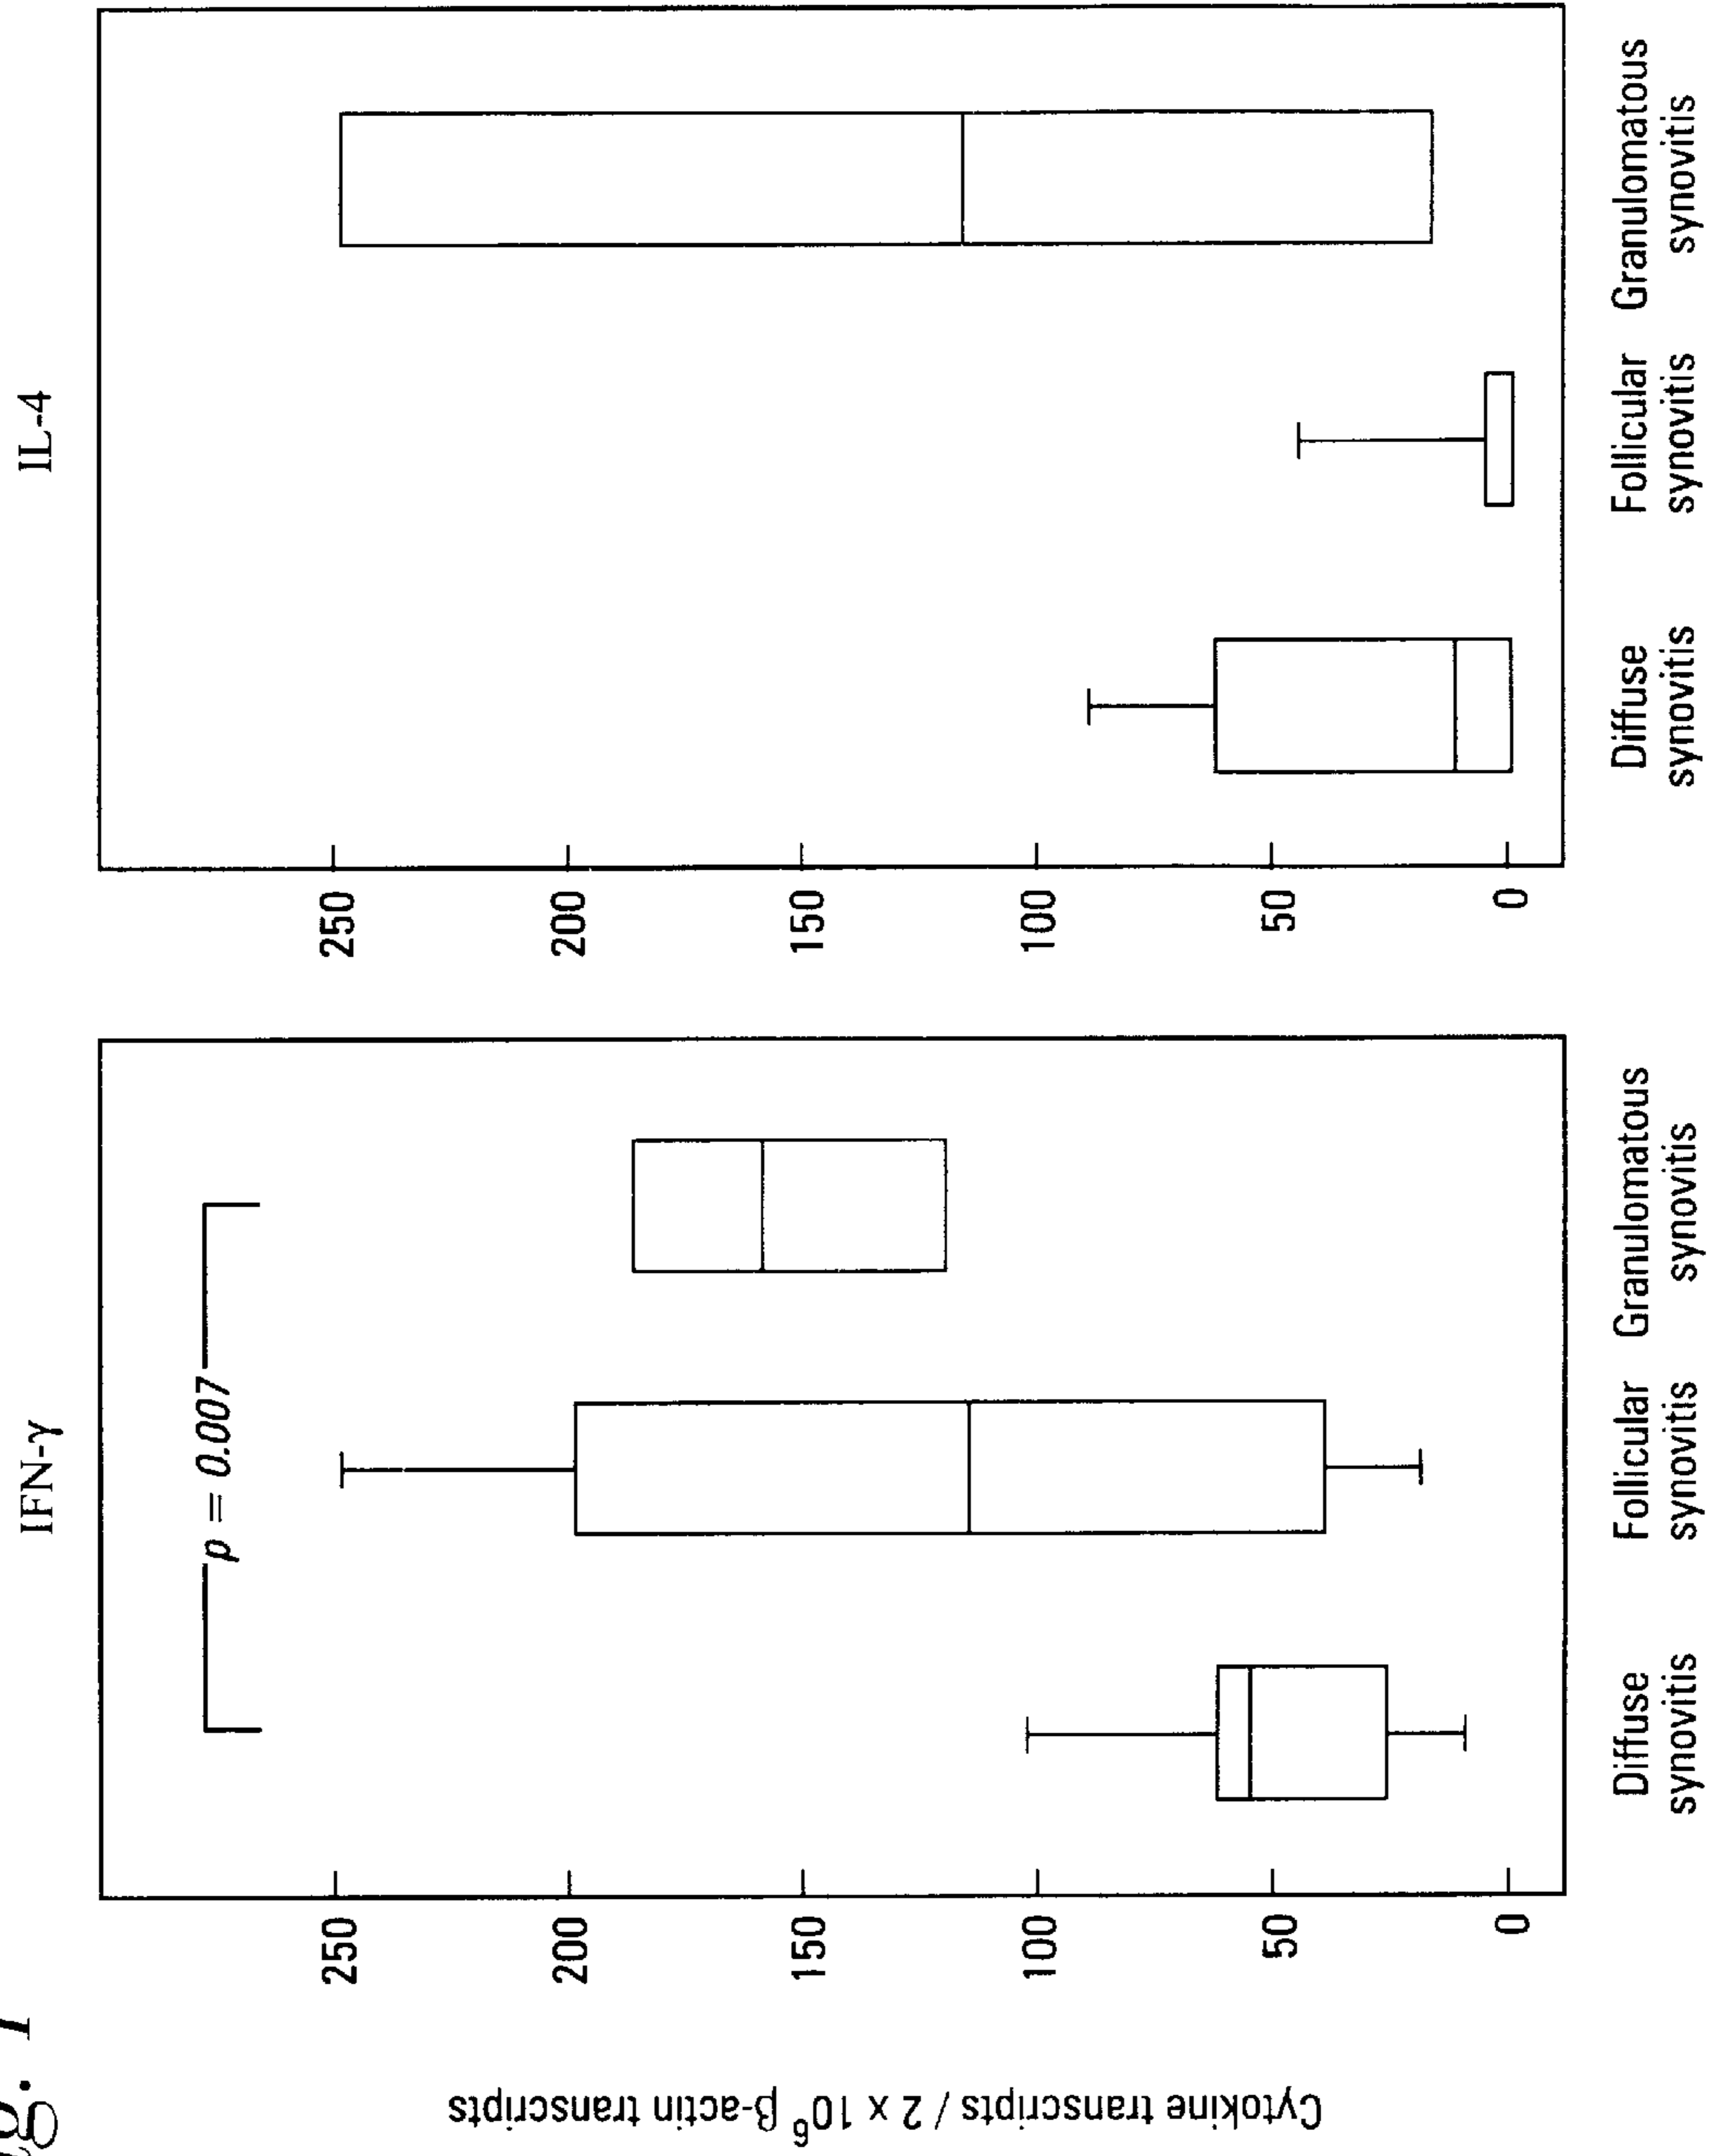 g. 1
IFN-γ
IL-4
Cytokine transcripts / 2 x 10⁶ β-actin transcripts
250
200
150
100
50
0
p = 0.007
Diffuse
synovitis
Follicular
synovitis
Granulomatous
synovitis
250
200
150
100
50
0
Diffuse
synovitis
Follicular
synovitis
Granulomatous
synovitis